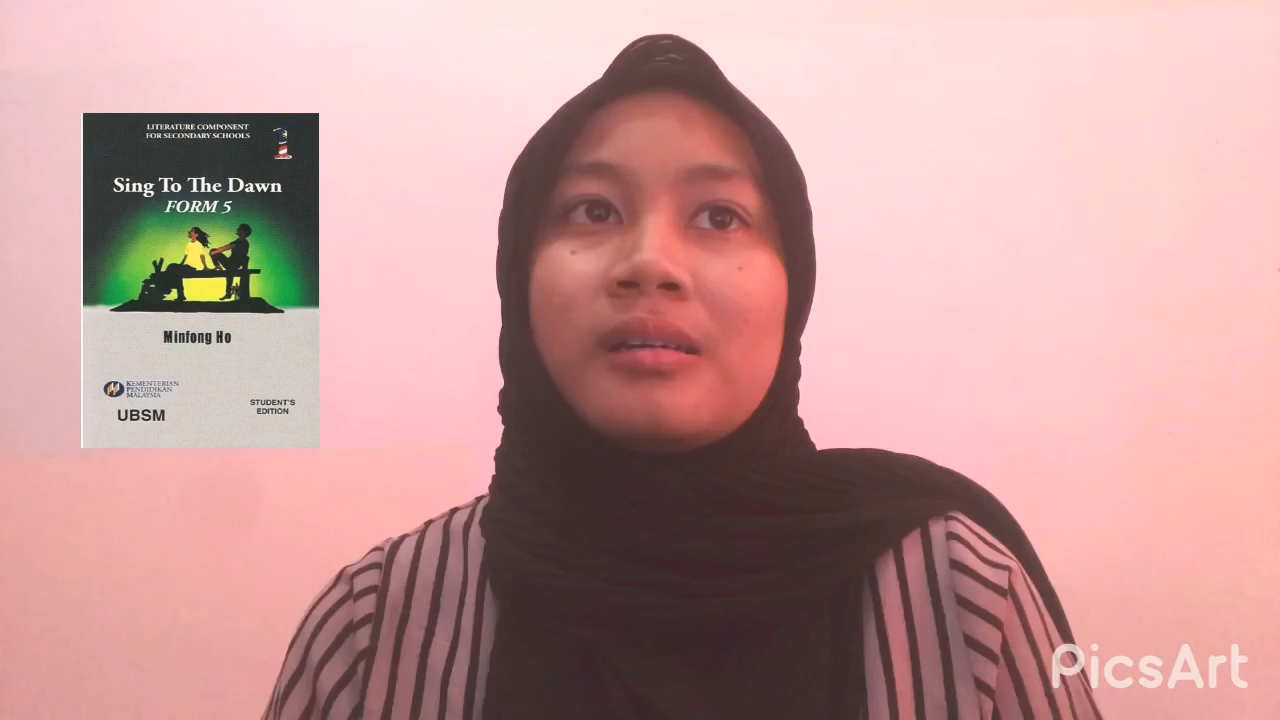 LITERATURE COMPONENT
FOR SECONDARY SCHOOLS
1
Sing To The Dawn
FORM 5
Minfong Ho
KEMENTERIAN
PENDIDIKAN
MALAYSIA
UBSM
STUDENT'S
EDITION
PicsArt